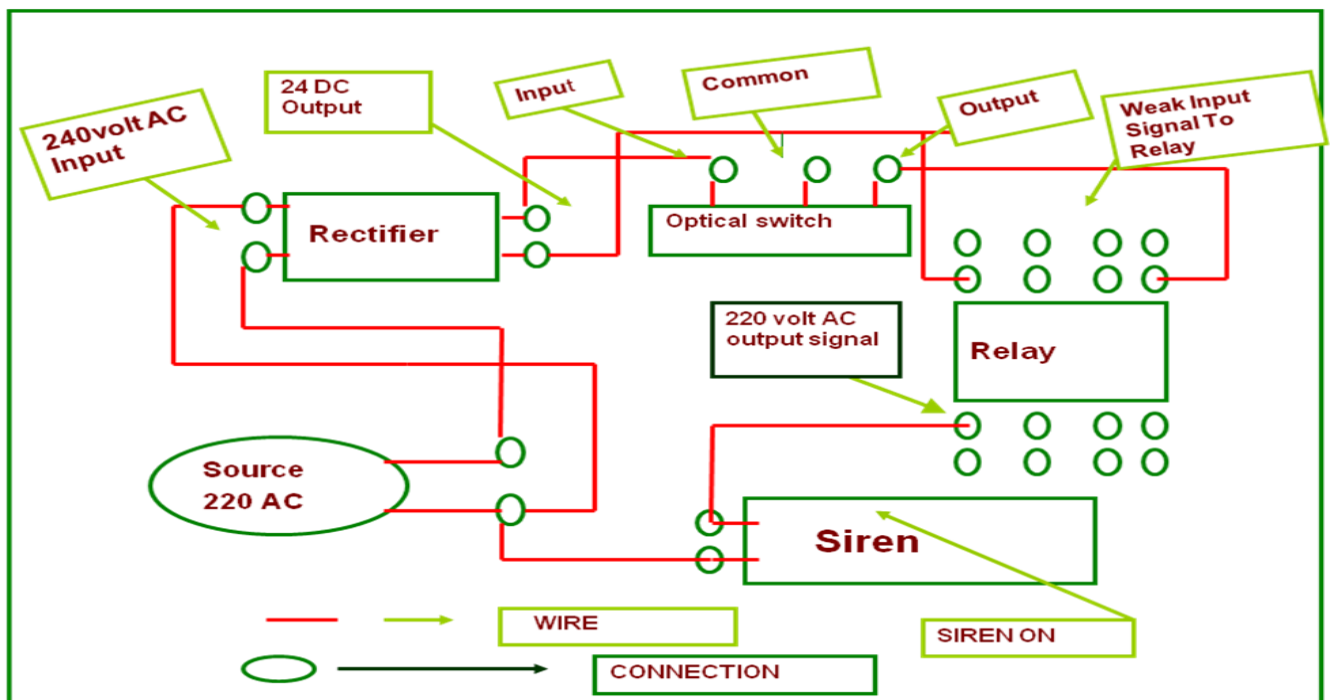 240volt AC
Input
24 DC
Output
Input
Common
Output
Weak Input
Signal To
Relay
Rectifier
Optical switch
220 volt AC
output signal
Relay
Source
220 AC
Siren
WIRE
SIREN ON
CONNECTION